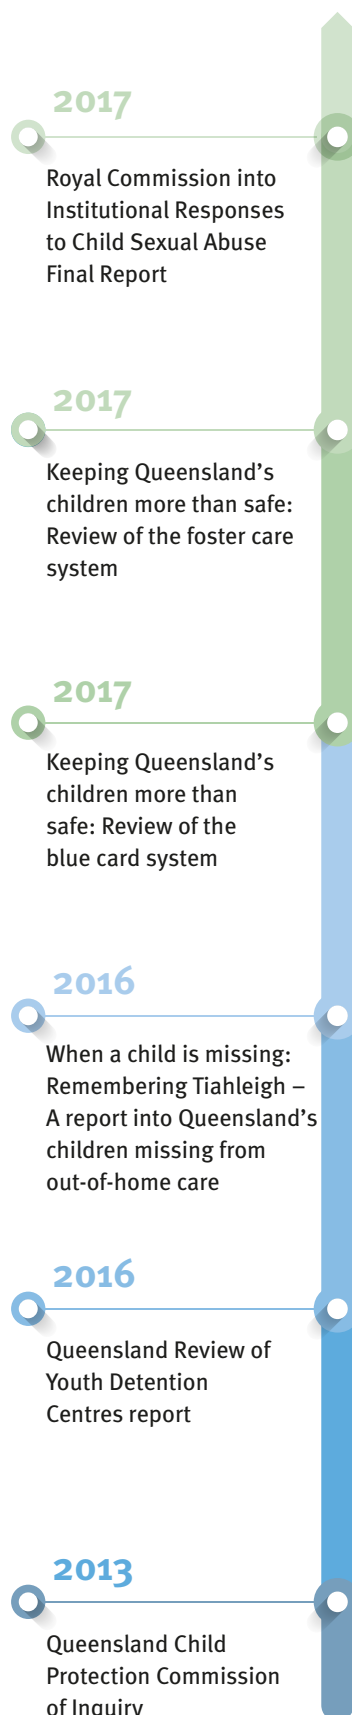 2017
Royal Commission into
Institutional Responses
to Child Sexual Abuse
Final Report
2017
Keeping Queensland’s
children more than safe:
Review of the foster care
system
2017
Keeping Queensland’s
children more than
safe: Review of the
blue card system
2016
When a child is missing:
Remembering Tiahleigh –
A report into Queensland’s
children missing from
out-of-home care
2016
Queensland Review of
Youth Detention
Centres report
2013
Queensland Child
Protection Commission
of Inquiry